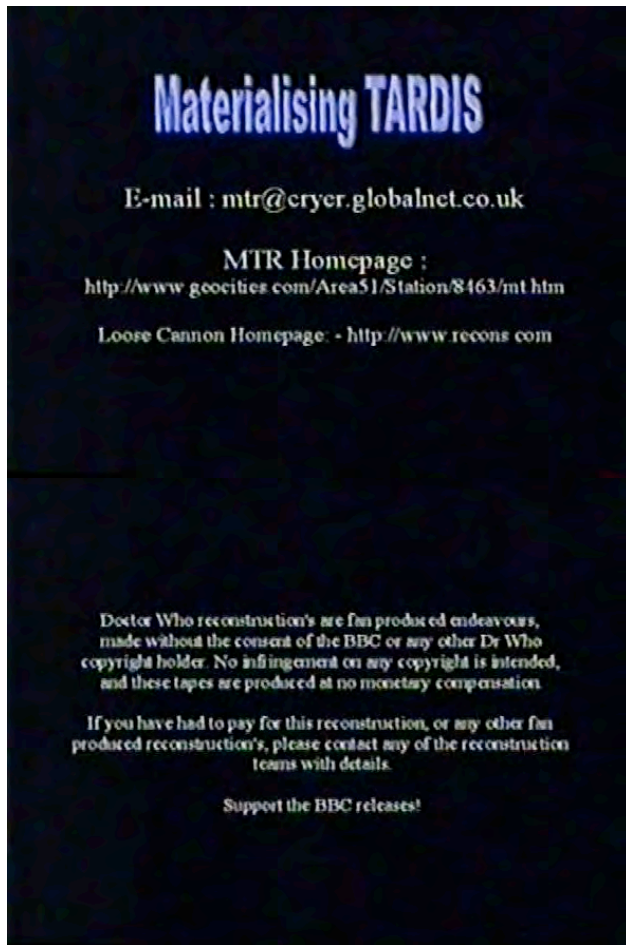 Materialising TARDIS
E-mail : mtr@cryer.globalnet.co.uk
MTR Homepage :
http://www.geocities.com/Area51/Station/8463/mt.htm
Loose Cannon Homepage: - http://www.recons.com
Doctor Who reconstruction's are fan produced endeavours,
made without the consent of the BBC or any other Dr Who
copyright holder. No infringement on any copyright is intended,
and these tapes are produced at no monetary compensation.
If you have had to pay for this reconstruction, or any other fan
produced reconstruction's, please contact any of the reconstruction
teams with details.
Support the BBC releases!